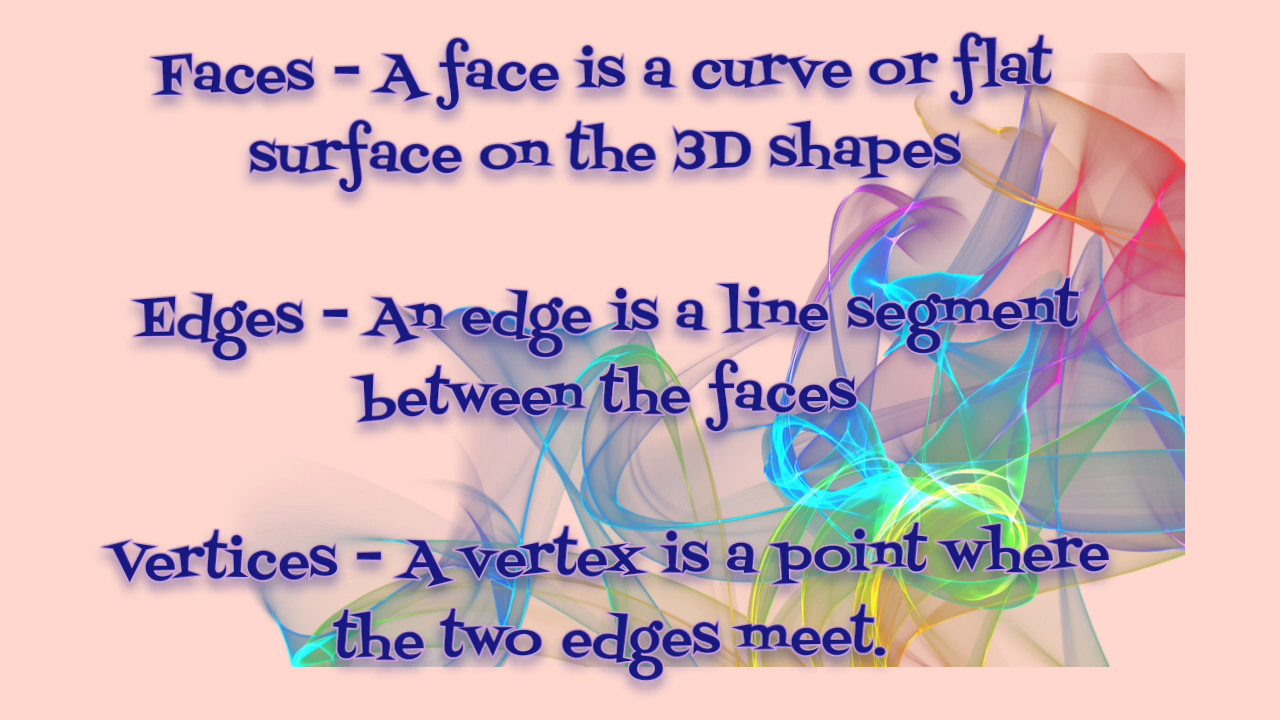 Faces - A face is a curve or flat
surface on the 3D shapes
Edges - An edge is a line segment
between the faces
Vertices - A vertex is a point where
the two edges meet.